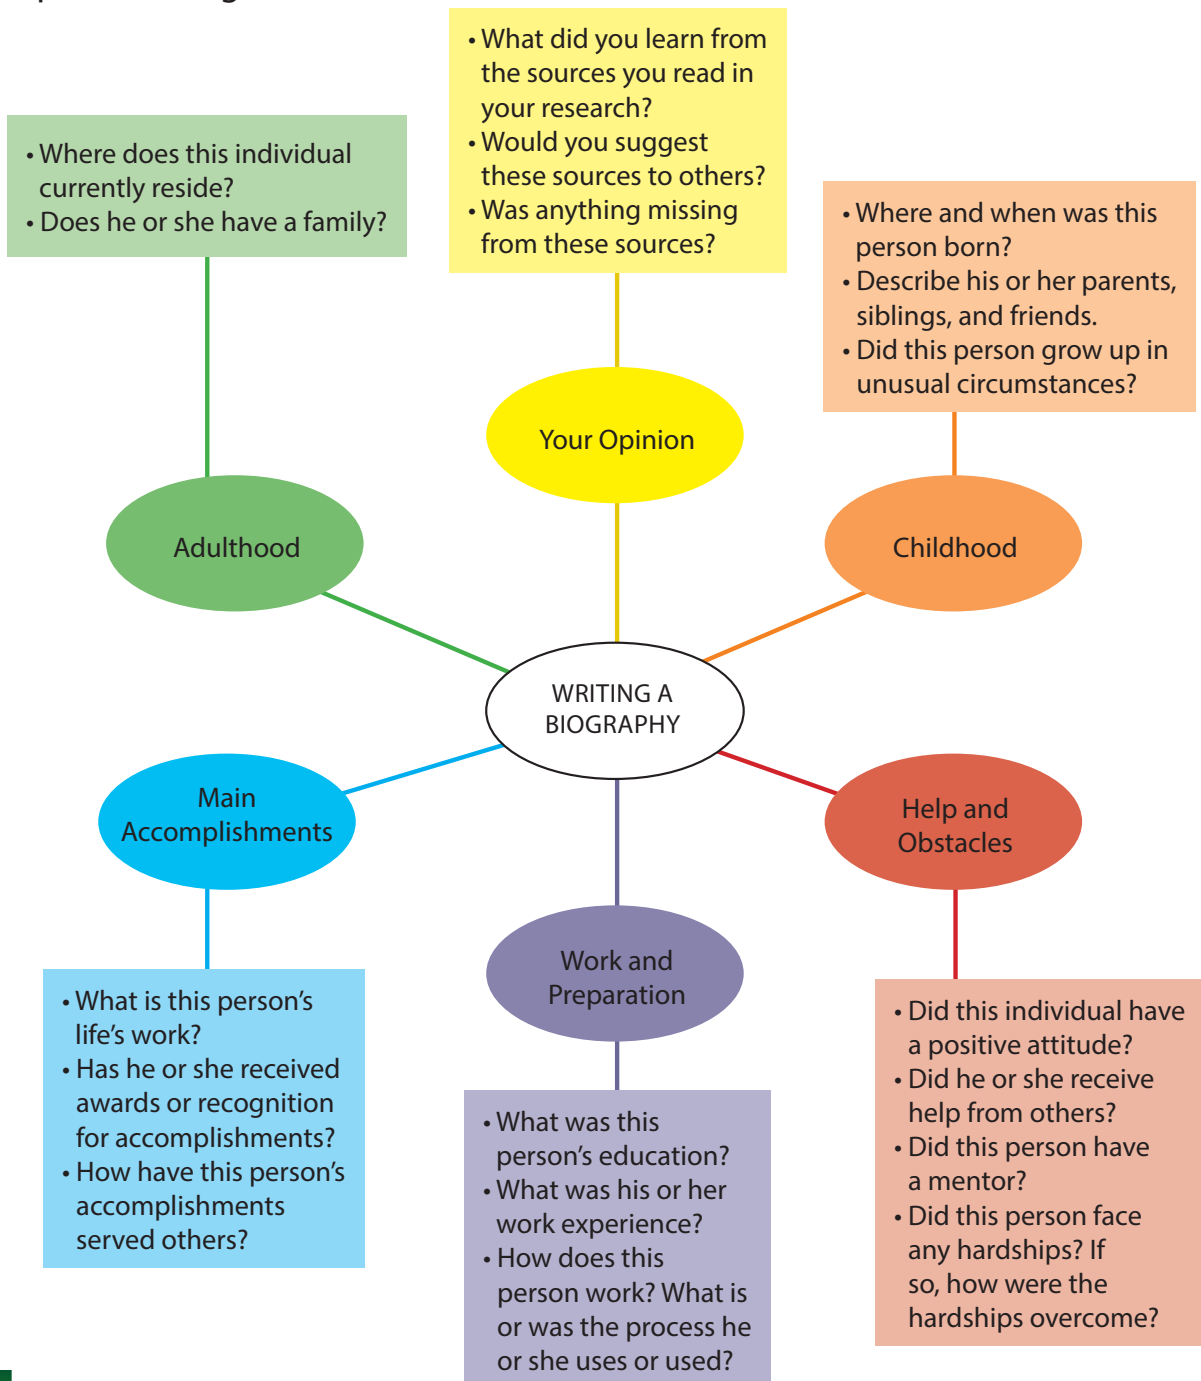 • What did you learn from
the sources you read in
your research?
• Would you suggest
these sources to others?
• Was anything missing
from these sources?
• Where does this individual
currently reside?
• Does he or she have a family?
• Where and when was this
person born?
• Describe his or her parents,
siblings, and friends.
• Did this person grow up in
unusual circumstances?
Your Opinion
Adulthood
Childhood
WRITING A
BIOGRAPHY
Main
Accomplishments
Help and
Obstacles
Work and
Preparation
• What is this person's
life's work?
• Has he or she received
awards or recognition
for accomplishments?
• How have this person's
accomplishments
served others?
• What was this
person's education?
• What was his or her
work experience?
• How does this
person work? What is
or was the process he
or she uses or used?
• Did this individual have
a positive attitude?
• Did he or she receive
help from others?
• Did this person have
a mentor?
• Did this person face
any hardships? If
so, how were the
hardships overcome?